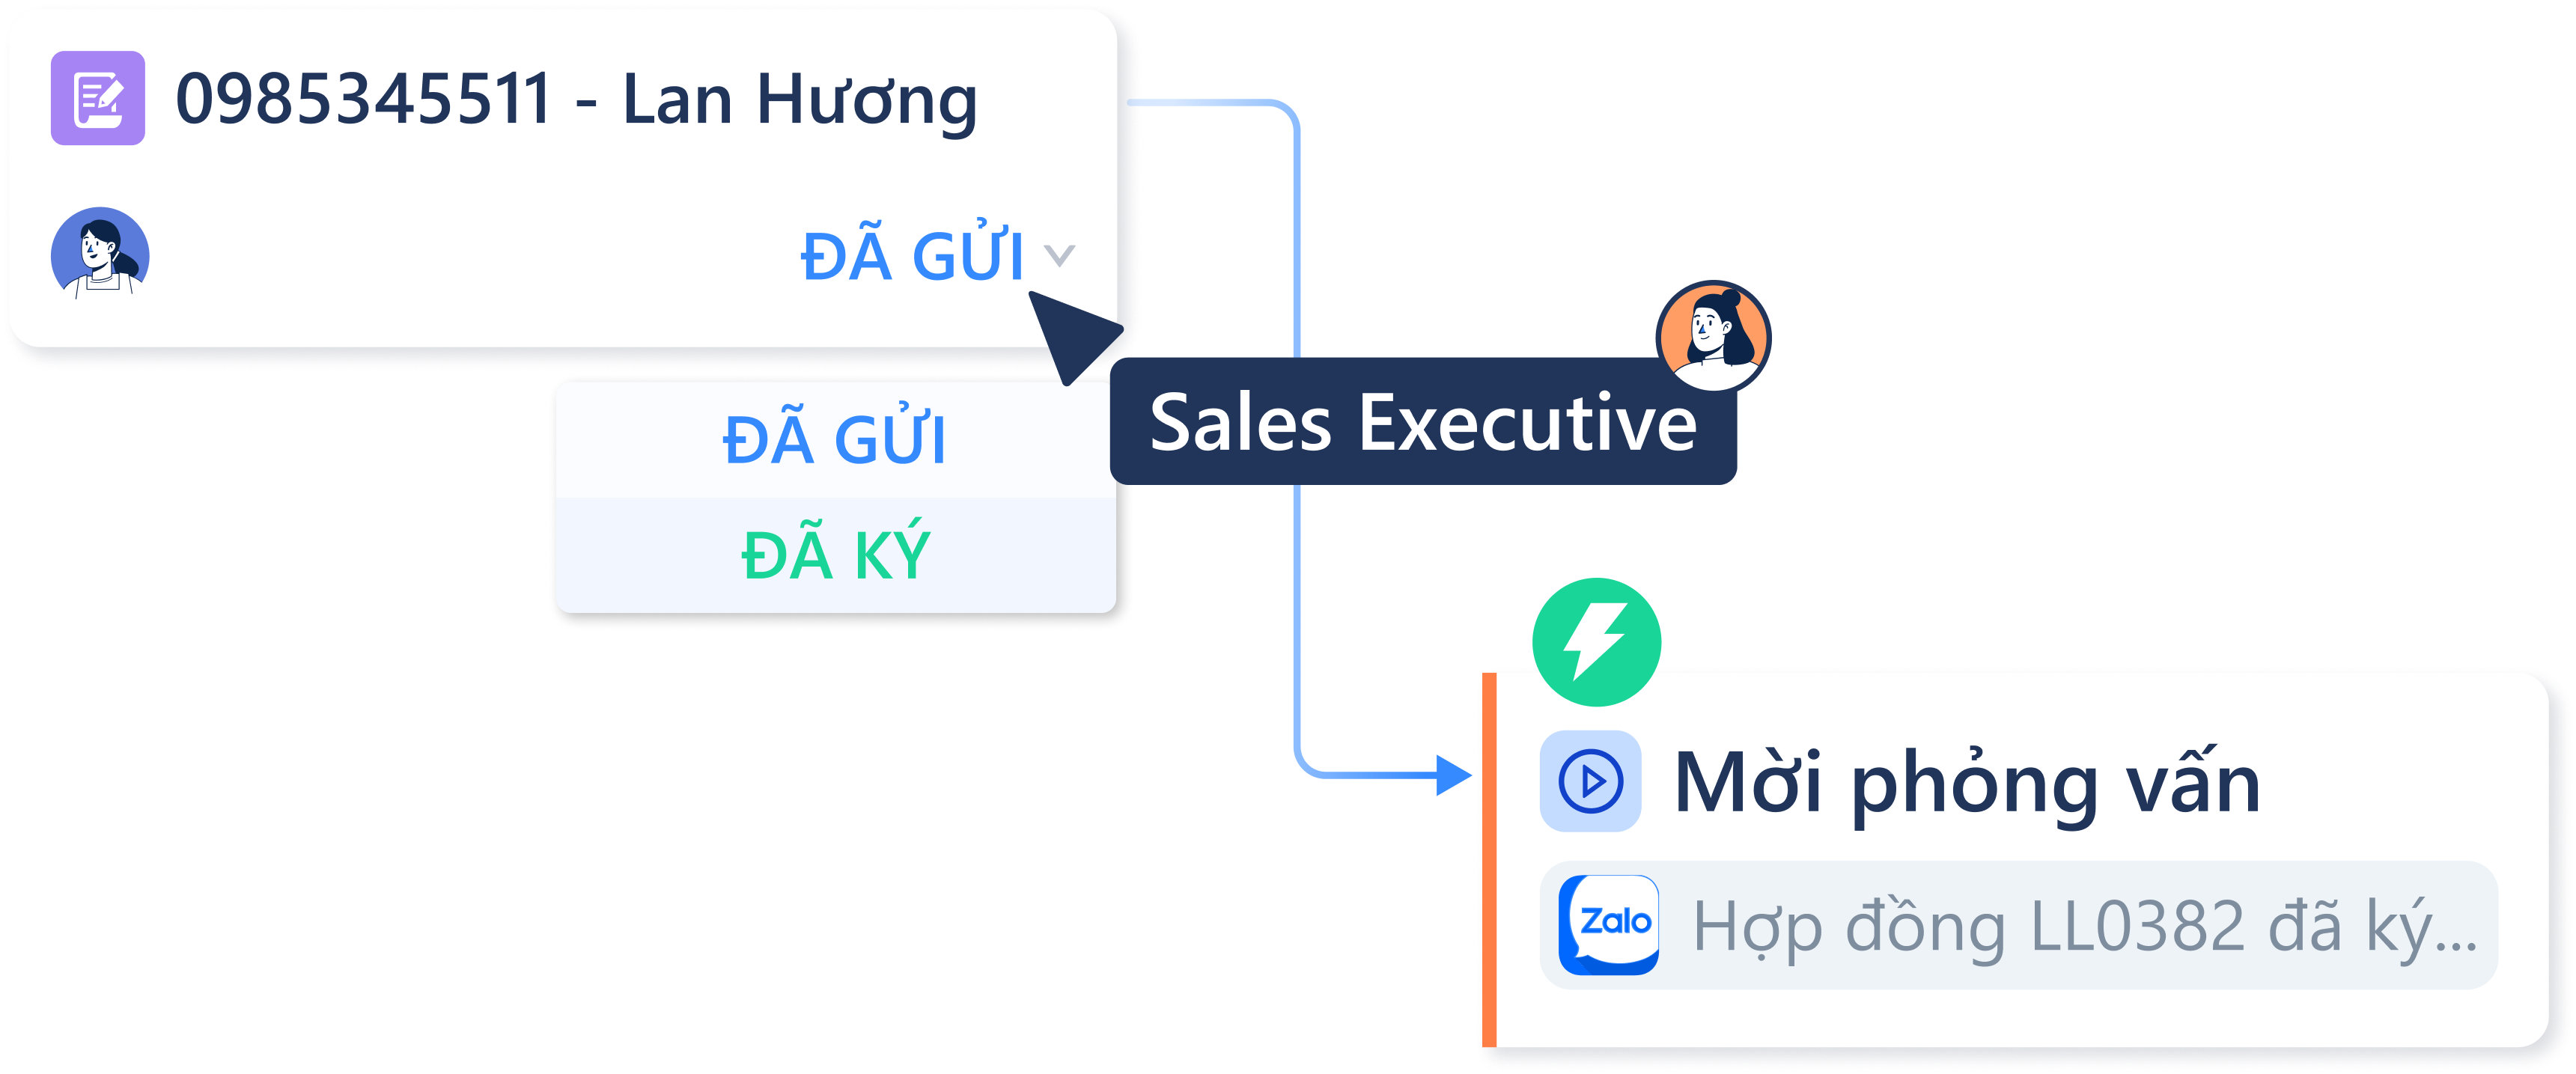 0985345511 - Lan Hương
ĐÃ GỬI
Sales Executive
ĐÃ GỬI
ĐÃ KÝ
Mời phỏng vấn
Zalo
Hợp đồng LL0382 đã ký...